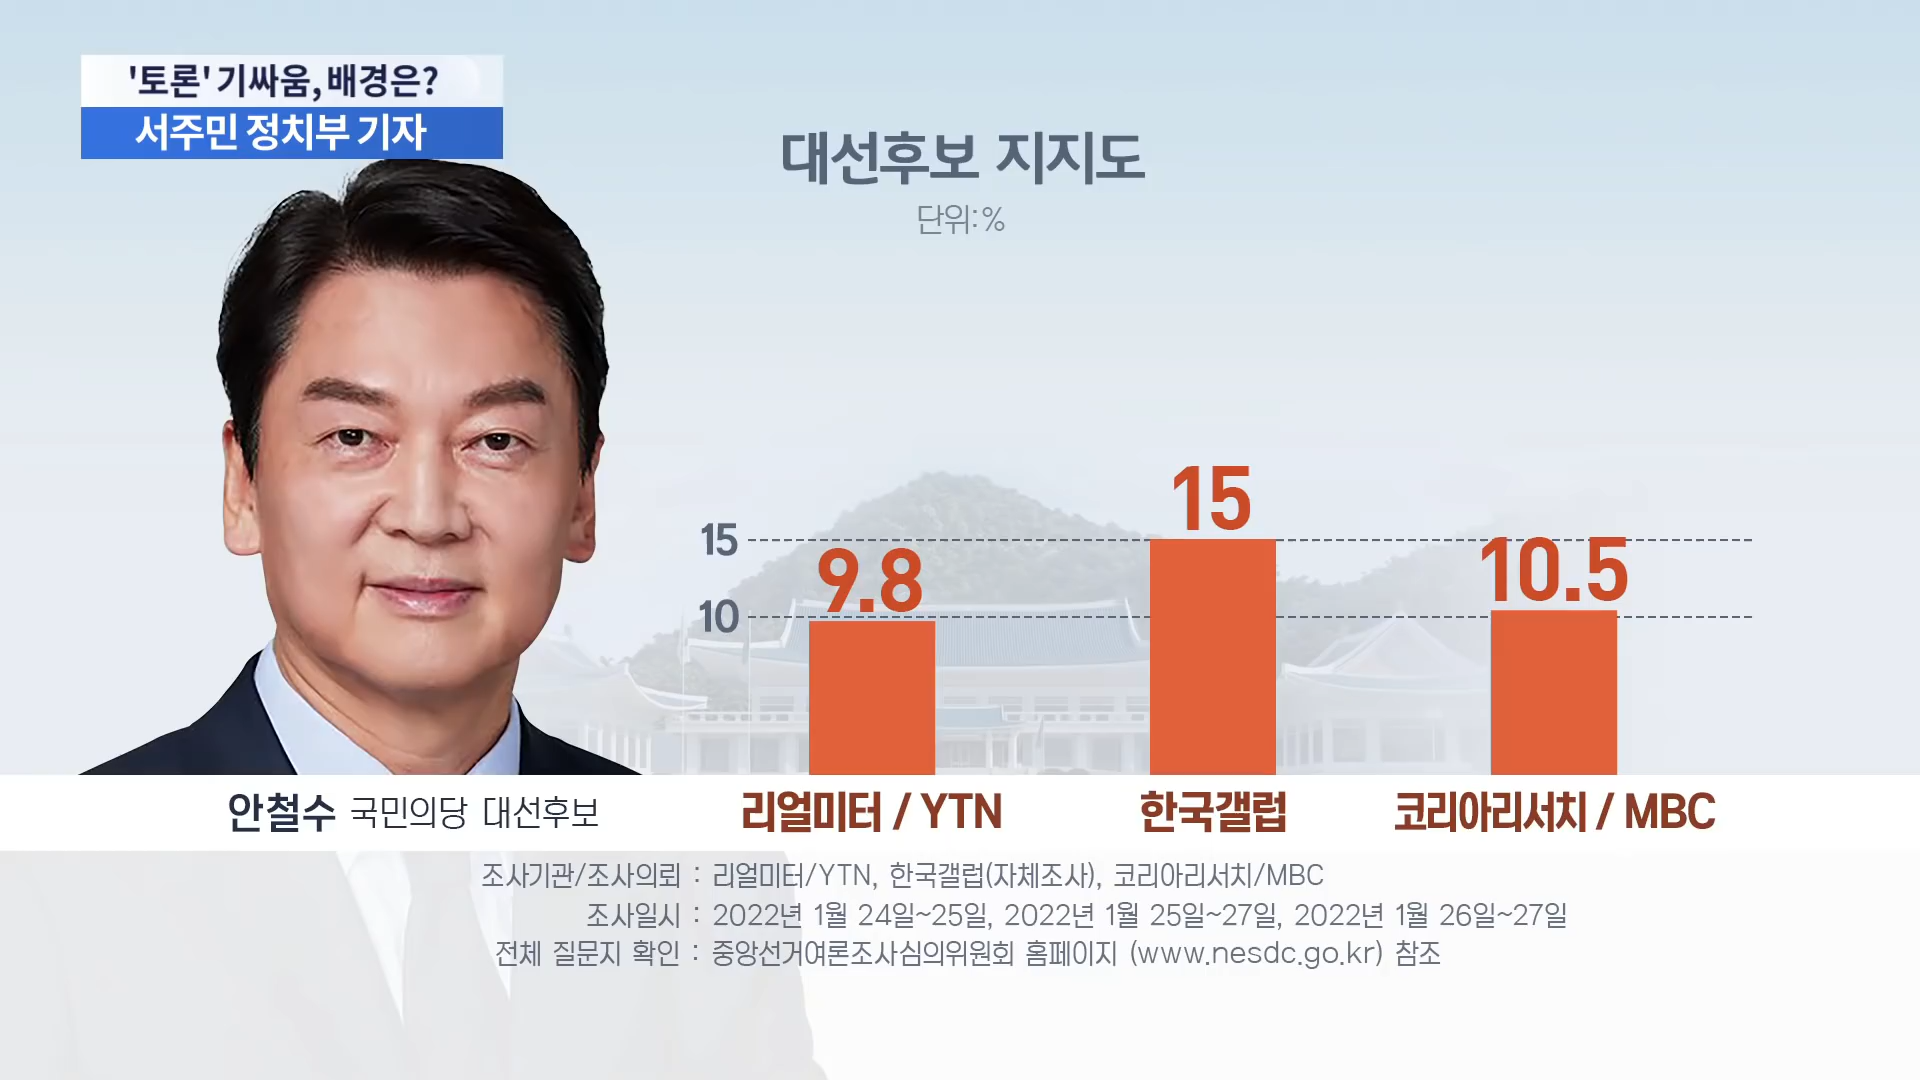 '토론' 기싸움, 배경은?
서주민 정치부 기자
대선후보 지지도
단위:%
15
10
9.8
15
10.5
안철수 국민의당 대선후보
리얼미터 / YTN
한국갤럽
코리아리서치 / MBC
조사기관/조사의뢰 : 리얼미터/YTN, 한국갤럽(자체조사), 코리아리서치/MBC
조사일시 : 2022년 1월 24일~25일, 2022년 1월 25일~27일, 2022년 1월 26일~27일
전체 질문지 확인 : 중앙선거여론조사심의위원회 홈페이지 (www.nesdc.go.kr) 참조